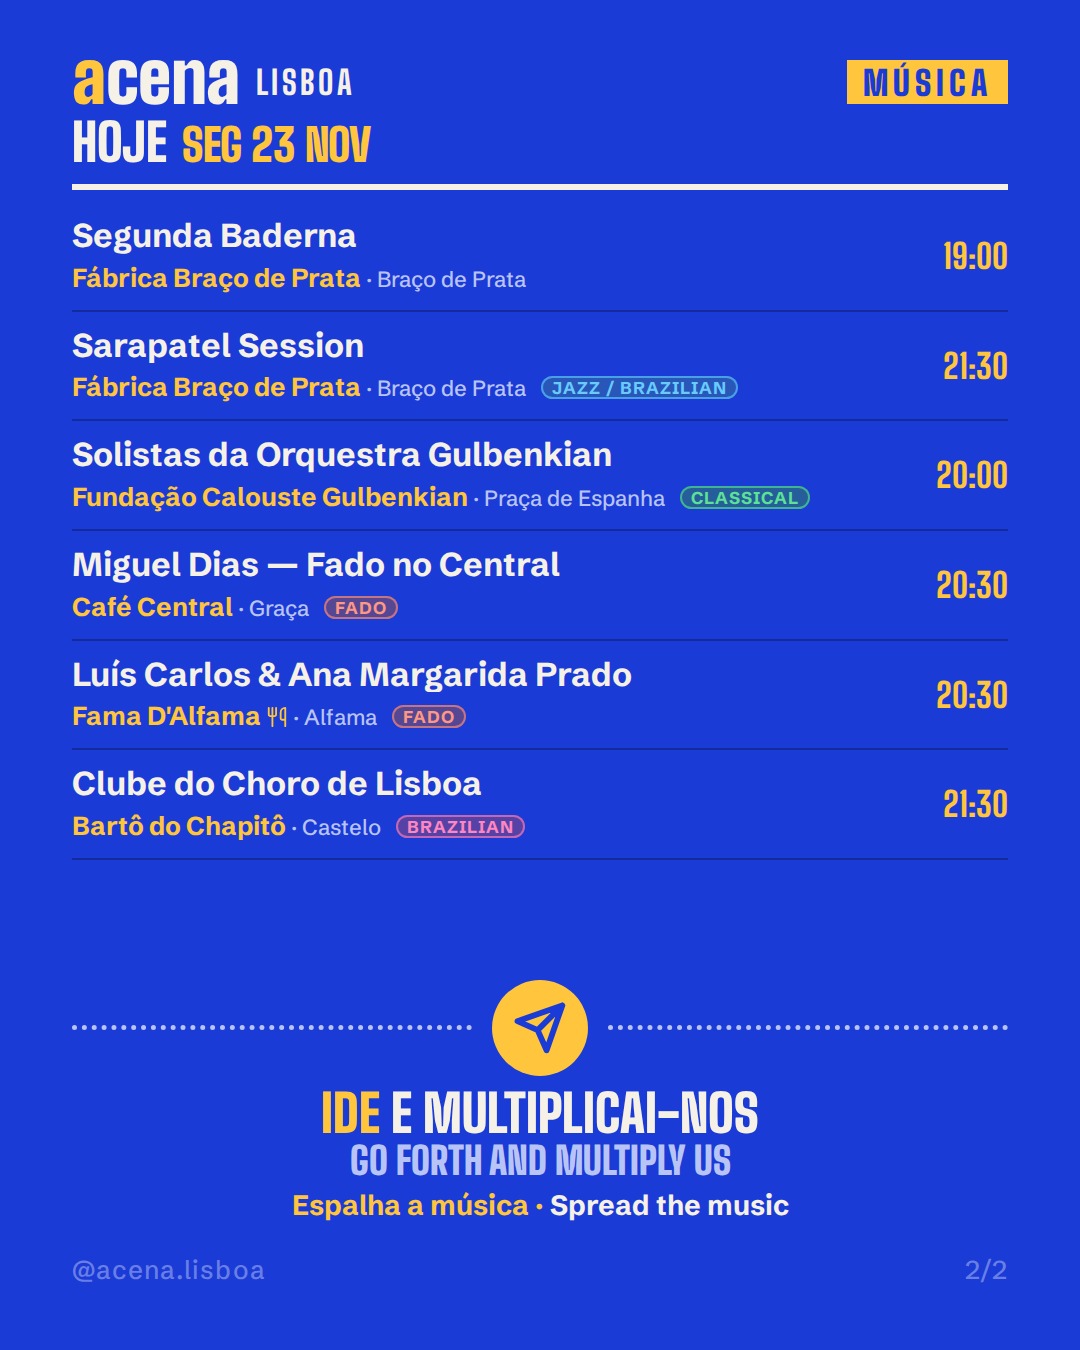 acena LISBOA
MÚSICA
HOJE SEG 23 NOV
Segunda Baderna
Fábrica Braço de Prata · Braço de Prata
19:00
Sarapatel Session
Fábrica Braço de Prata · Braço de Prata JAZZ / BRAZILIAN
21:30
Solistas da Orquestra Gulbenkian
Fundação Calouste Gulbenkian · Praça de Espanha CLASSICAL
20:00
Miguel Dias — Fado no Central
Café Central · Graça FADO
20:30
Luís Carlos & Ana Margarida Prado
Fama D'Alfama · Alfama FADO
20:30
Clube do Choro de Lisboa
Bartô do Chapitô · Castelo BRAZILIAN
21:30
IDE E MULTIPLICAI-NOS
GO FORTH AND MULTIPLY US
Espalha a música · Spread the music
@acena.lisboa
2/2